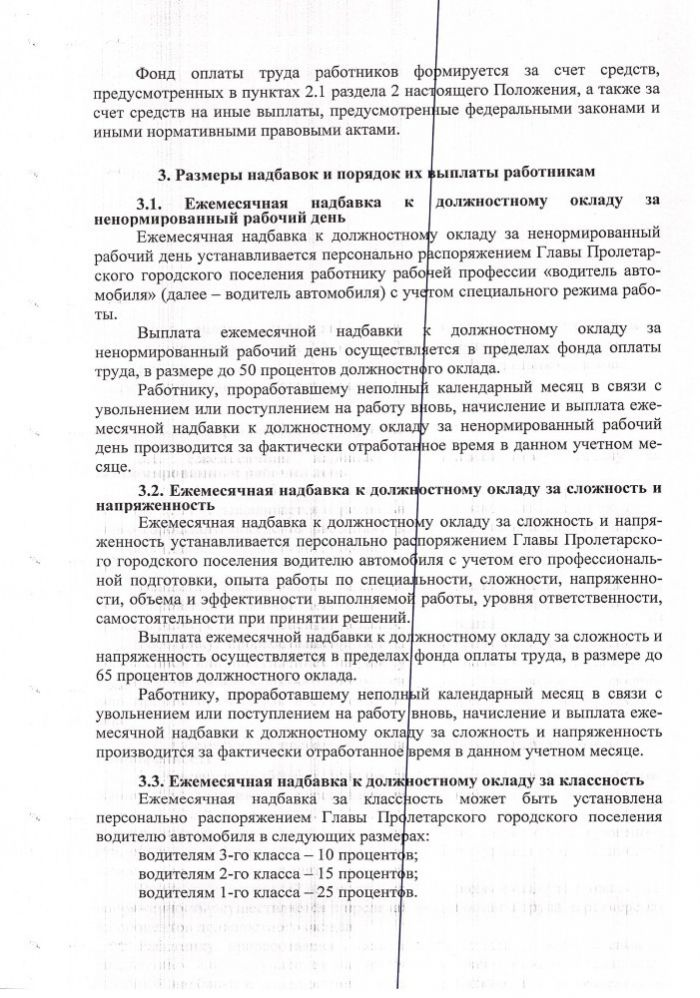 Фонд оплаты труда работников формируется за счет средств,
предусмотренных в пунктах 2.1 раздела 2 настоящего Положения, а также за
счет средств на иные выплаты, предусмотренные федеральными законами и
иными нормативными правовыми актами.
3. Размеры надбавок и порядок их выплаты работникам
3.1. Ежемесячная надбавка к должностному окладу за
ненормированный рабочий день
Ежемесячная надбавка к должностному окладу за ненормированный
рабочий день устанавливается персонально распоряжением Главы Пролетар-
ского городского поселения работнику рабочей профессии «водитель авто-
мобиля» (далее – водитель автомобиля) с учетом специального режима рабо-
ты.
Выплата ежемесячной надбавки к должностному окладу за
ненормированный рабочий день осуществляется в пределах фонда оплаты
труда, в размере до 50 процентов должностного оклада.
Работнику, проработавшему неполный календарный месяц в связи с
увольнением или поступлением на работу вновь, начисление и выплата еже-
месячной надбавки к должностному окладу за ненормированный рабочий
день производится за фактически отработанное время в данном учетном ме-
сяце.
3.2. Ежемесячная надбавка к должностному окладу за сложность и
напряженность
Ежемесячная надбавка к должностному окладу за сложность и напря-
женность устанавливается персонально распоряжением Главы Пролетарско-
го городского поселения водителю автомобиля с учетом его профессиональ-
ной подготовки, опыта работы по специальности, сложности, напряженно-
сти, объема и эффективности выполняемой работы, уровня ответственности,
самостоятельности при принятии решений.
Выплата ежемесячной надбавки к должностному окладу за сложность и
напряженность осуществляется в пределах фонда оплаты труда, в размере до
65 процентов должностного оклада.
Работнику, проработавшему неполный календарный месяц в связи с
увольнением или поступлением на работу вновь, начисление и выплата еже-
месячной надбавки к должностному окладу за сложность и напряженность
производится за фактически отработанное время в данном учетном месяце.
3.3. Ежемесячная надбавка к должностному окладу за классность
Ежемесячная надбавка за классность может быть установлена
персонально распоряжением Главы Пролетарского городского поселения
водителю автомобиля в следующих размерах:
водителям 3-го класса – 10 процентов;
водителям 2-го класса – 15 процентов;
водителям 1-го класса – 25 процентов.